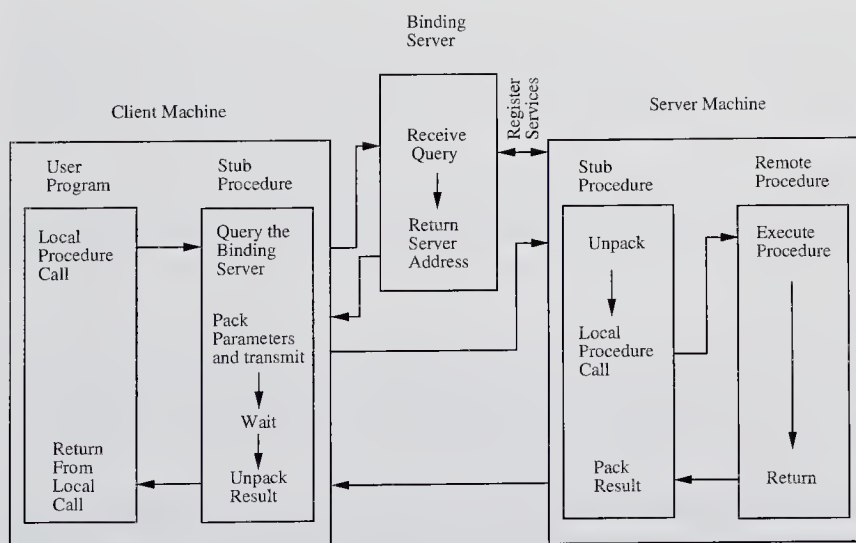 Binding
Server
Client Machine
Register
Services
Server Machine
User
Program
Stub
Procedure
Receive
Query
Return
Server
Address
Stub
Procedure
Remote
Procedure
Local
Procedure
Call
Query the
Binding
Server
Pack
Parameters
and transmit
Wait
Unpack
Result
Return
From
Local
Call
Unpack
Local
Procedure
Call
Pack
Result
Execute
Procedure
Return